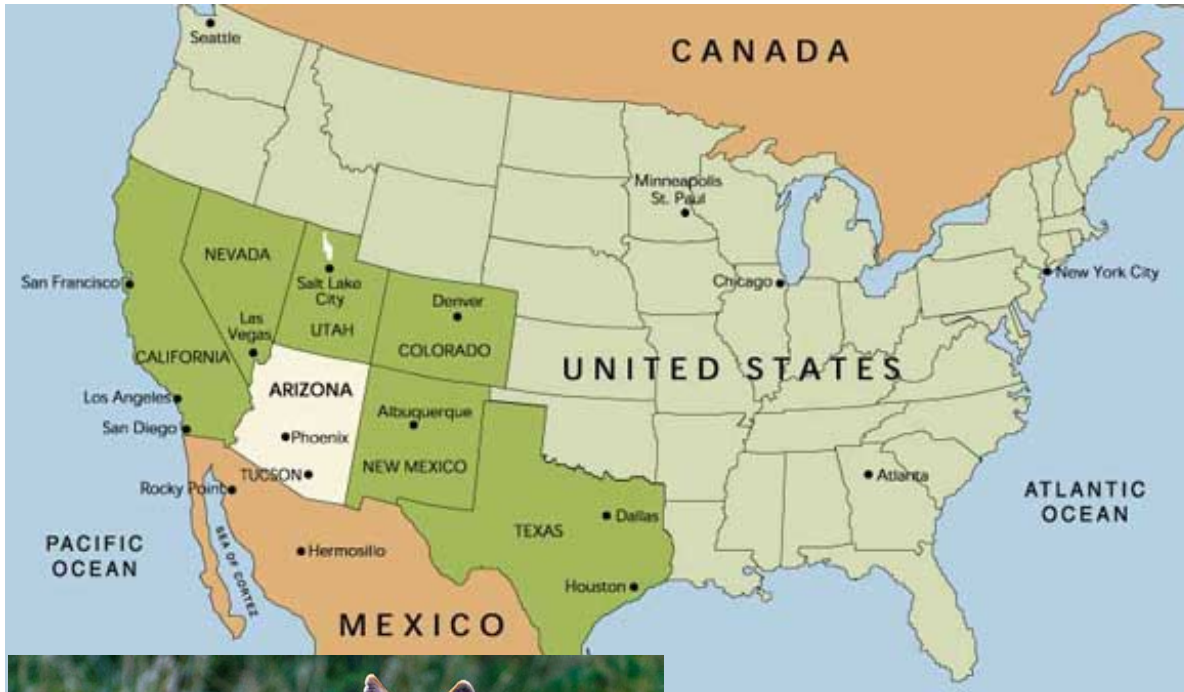 Seattle
CANADA
Minneapolis
St. Paul
NEVADA
San Francisco
Salt Lake
City
Denver
Chicago
New York City
Las
Vegas
UTAH
CALIFORNIA
COLORADO
UNITED STATES
ARIZONA
Los Angeles
Albuquerque
San Diego
Phoenix
NEW MEXICO
TUCSON
Atlanta
Rocky Point
ATLANTIC
OCEAN
Dallas
TEXAS
PACIFIC
OCEAN
SEA OF CORTEZ
Hermosillo
Houston
MEXICO